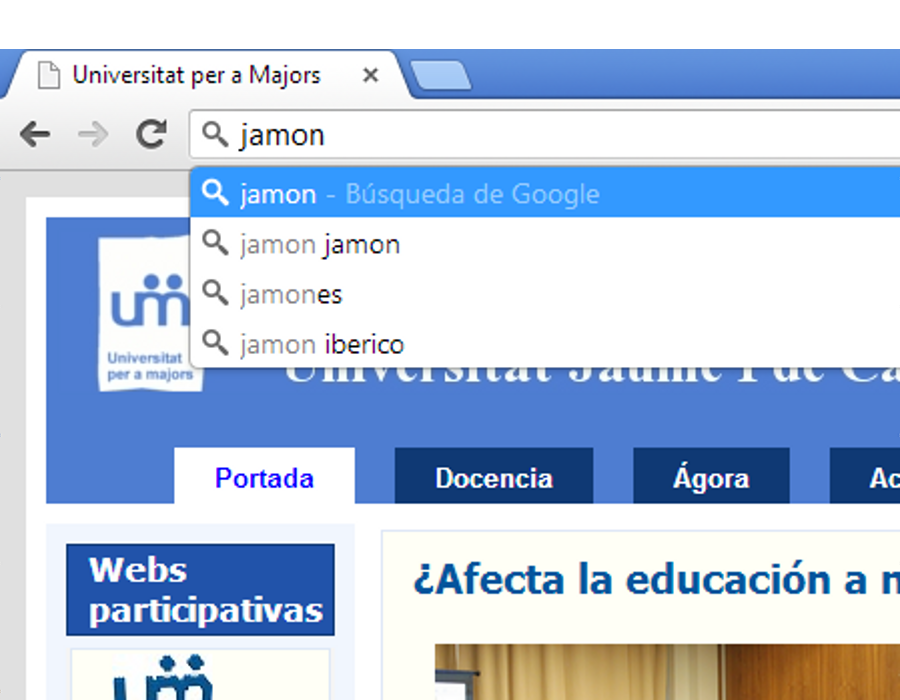 Universitat per a Majors
jamon
jamon - Búsqueda de Google
jamon jamon
jamones
jamon iberico
Universitat
per a majors
Universitat Jaume I de Ca
Portada
Docencia
Ágora
Ac
Webs
participativas
¿Afecta la educación a